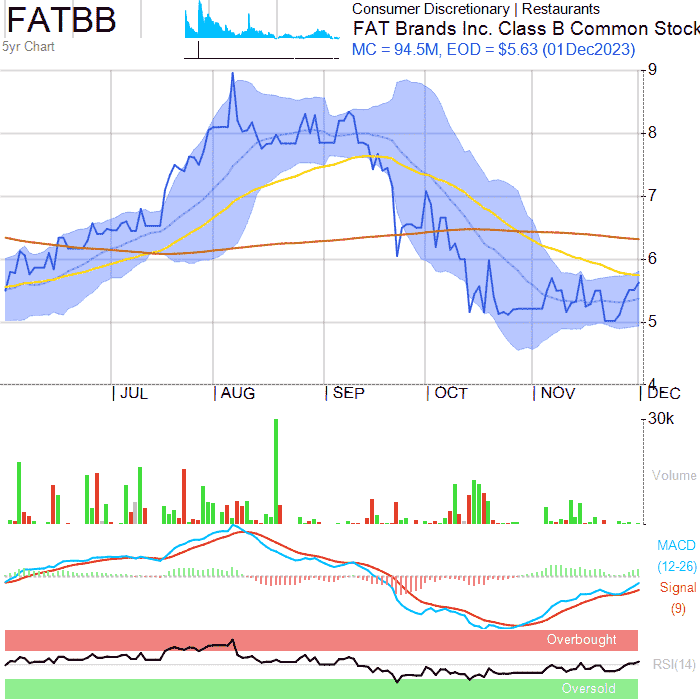 FATBB
5yr Chart
Consumer Discretionary | Restaurants
FAT Brands Inc. Class B Common Stock
MC = 94.5M, EOD = $5.63 (01Dec2023)
9
8
7
6
5
4
JUL AUG SEP OCT NOV DEC
30k
Volume
MACD
(12-26)
Signal
(9)
Overbought
RSI(14)
Oversold